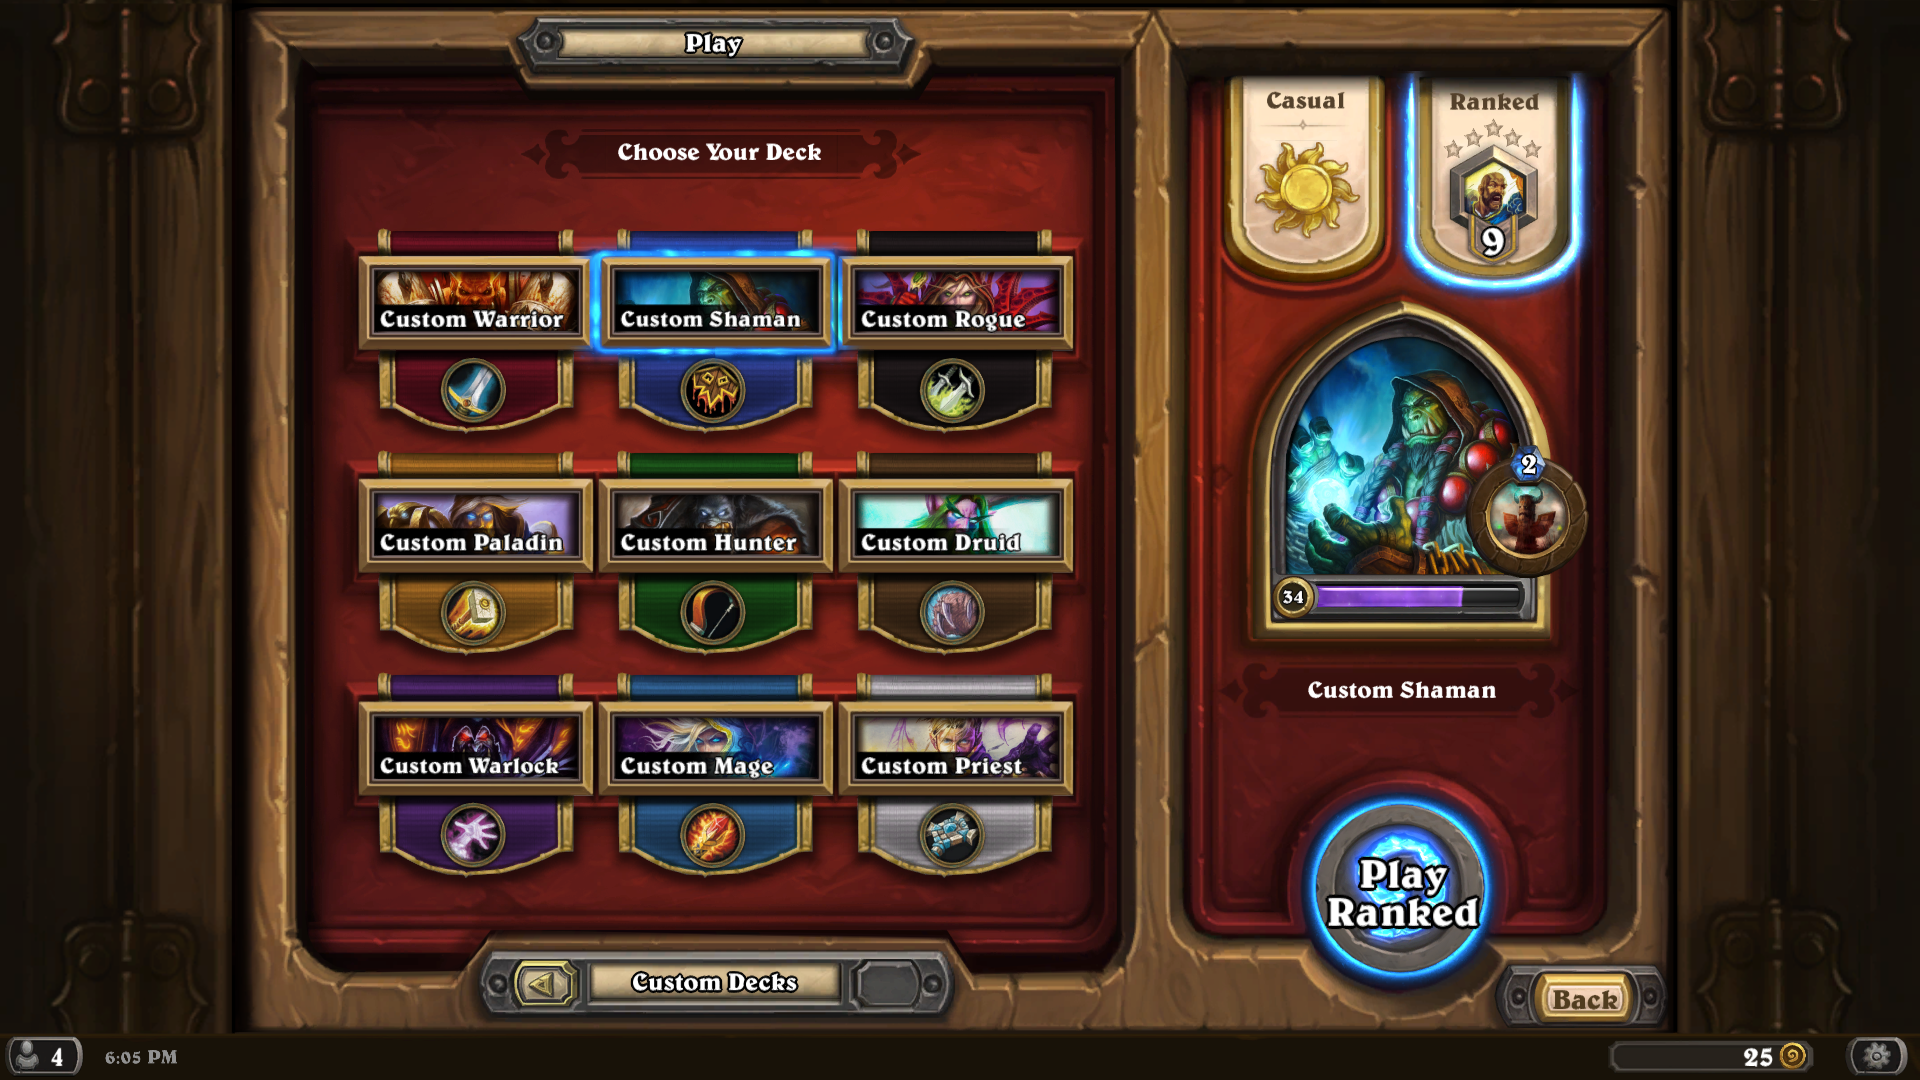 Play
Choose Your Deck
Custom Warrior
Custom Shaman
Custom Rogue
Custom Paladin
Custom Hunter
Custom Druid
Custom Warlock
Custom Mage
Custom Priest
Custom Decks
Casual
Ranked
9
2
34
Custom Shaman
Play
Ranked
Back
4
6:05 PM
25